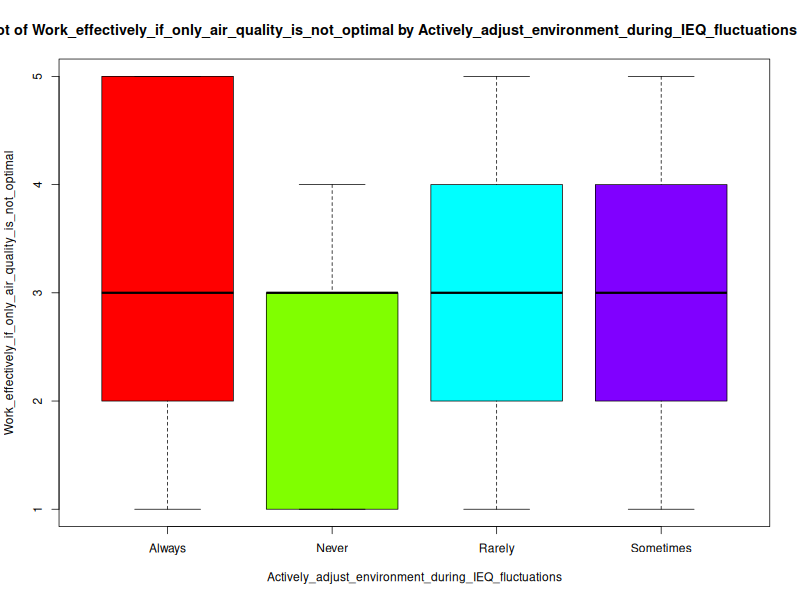 ot of Work_effectively_if_only_air_quality_is_not_optimal by Actively_adjust_environment_during_IEQ_fluctuations
Work_effectively_if_only_air_quality_is_not_optimal
5
4
3
2
1
Always Never Rarely Sometimes
Actively_adjust_environment_during_IEQ_fluctuations